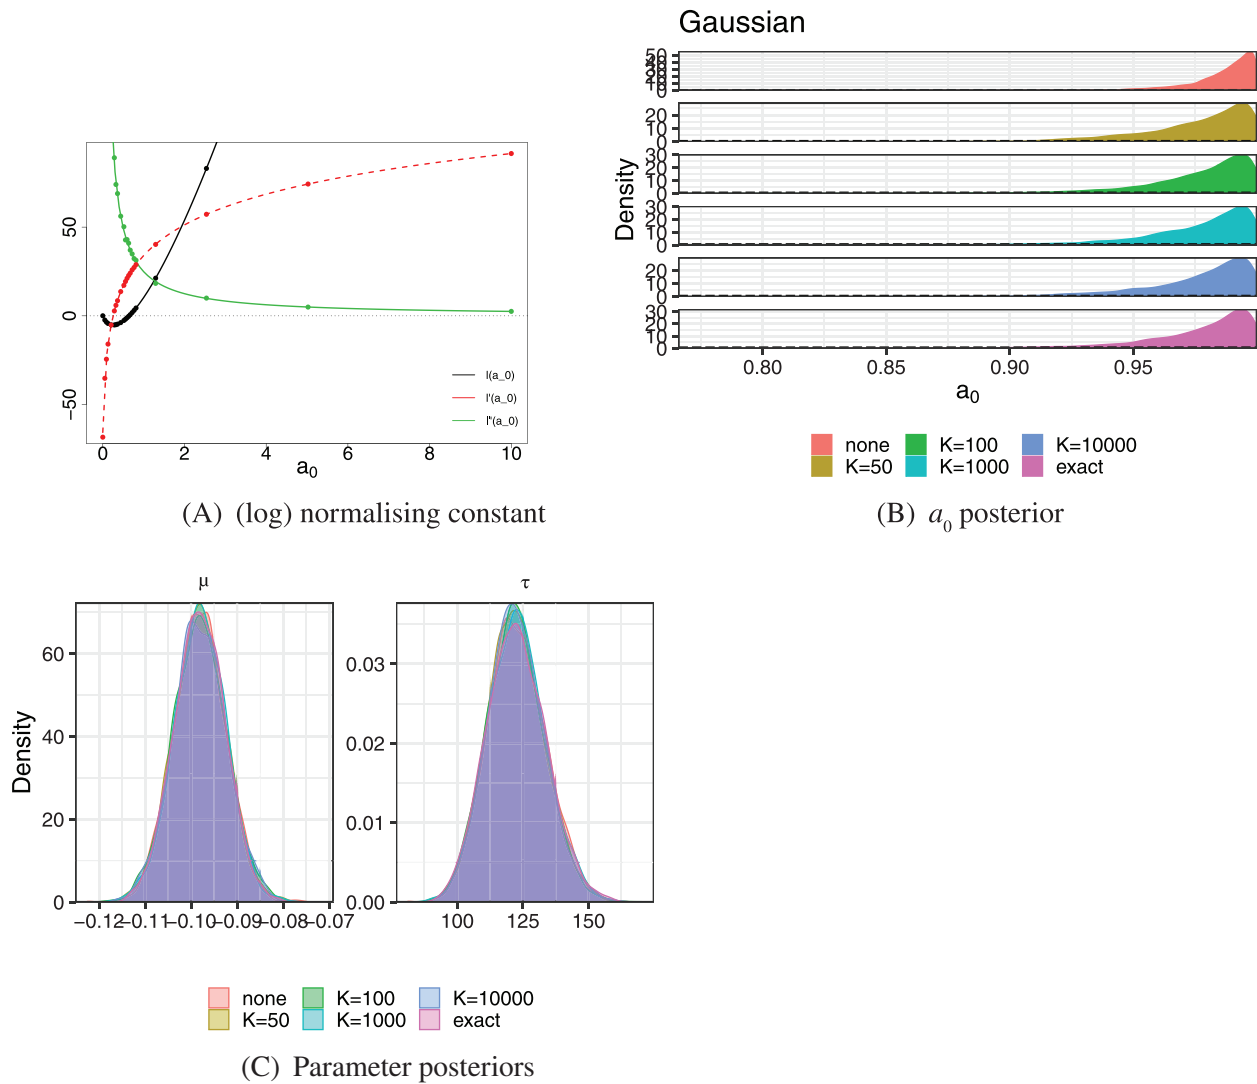 Gaussian
50
0
−50
0
2
4
6
8
10
a0
l(a_0)
l'(a_0)
l''(a_0)
(A) (log) normalising constant
Density
50
0
20
10
0
30
20
10
0
30
20
10
0
20
10
0
30
20
10
0
0.80
0.85
0.90
0.95
a0
none
K=100
K=10000
K=50
K=1000
exact
(B) a0 posterior
μ
τ
Density
60
40
20
0
−0.12
−0.11
−0.10
−0.09
−0.08
−0.07
0.03
0.02
0.01
0.00
100
125
150
none
K=100
K=10000
K=50
K=1000
exact
(C) Parameter posteriors